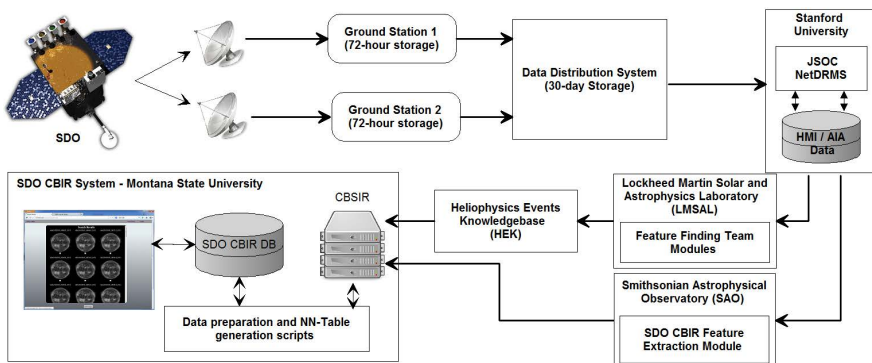 SDO
Ground Station 1
(72-hour storage)
Ground Station 2
(72-hour storage)
Data Distribution System
(30-day Storage)
Stanford
University
JSOC
NetDRMS
HMI / AIA
Data
SDO CBIR System - Montana State University
CBSIR
SDO CBIR DB
Data preparation and NN-Table
generation scripts
Heliophysics Events
Knowledgebase
(HEK)
Lockheed Martin Solar and
Astrophysics Laboratory
(LMSAL)
Feature Finding Team
Modules
Smithsonian Astrophysical
Observatory (SAO)
SDO CBIR Feature
Extraction Module